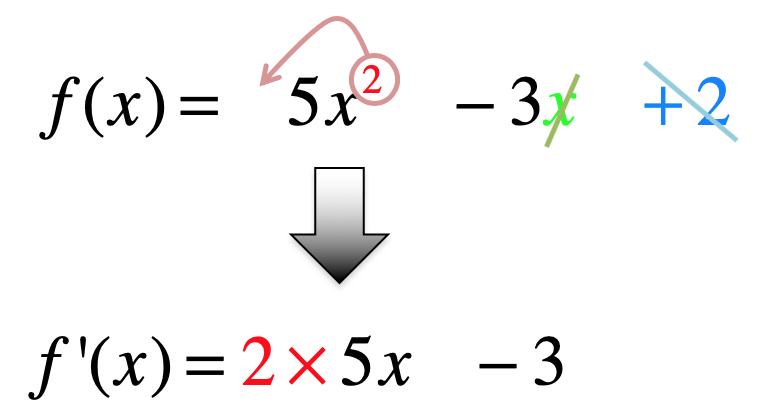 f(x) = 5x² − 3x + 2
f'(x) = 2 × 5x − 3